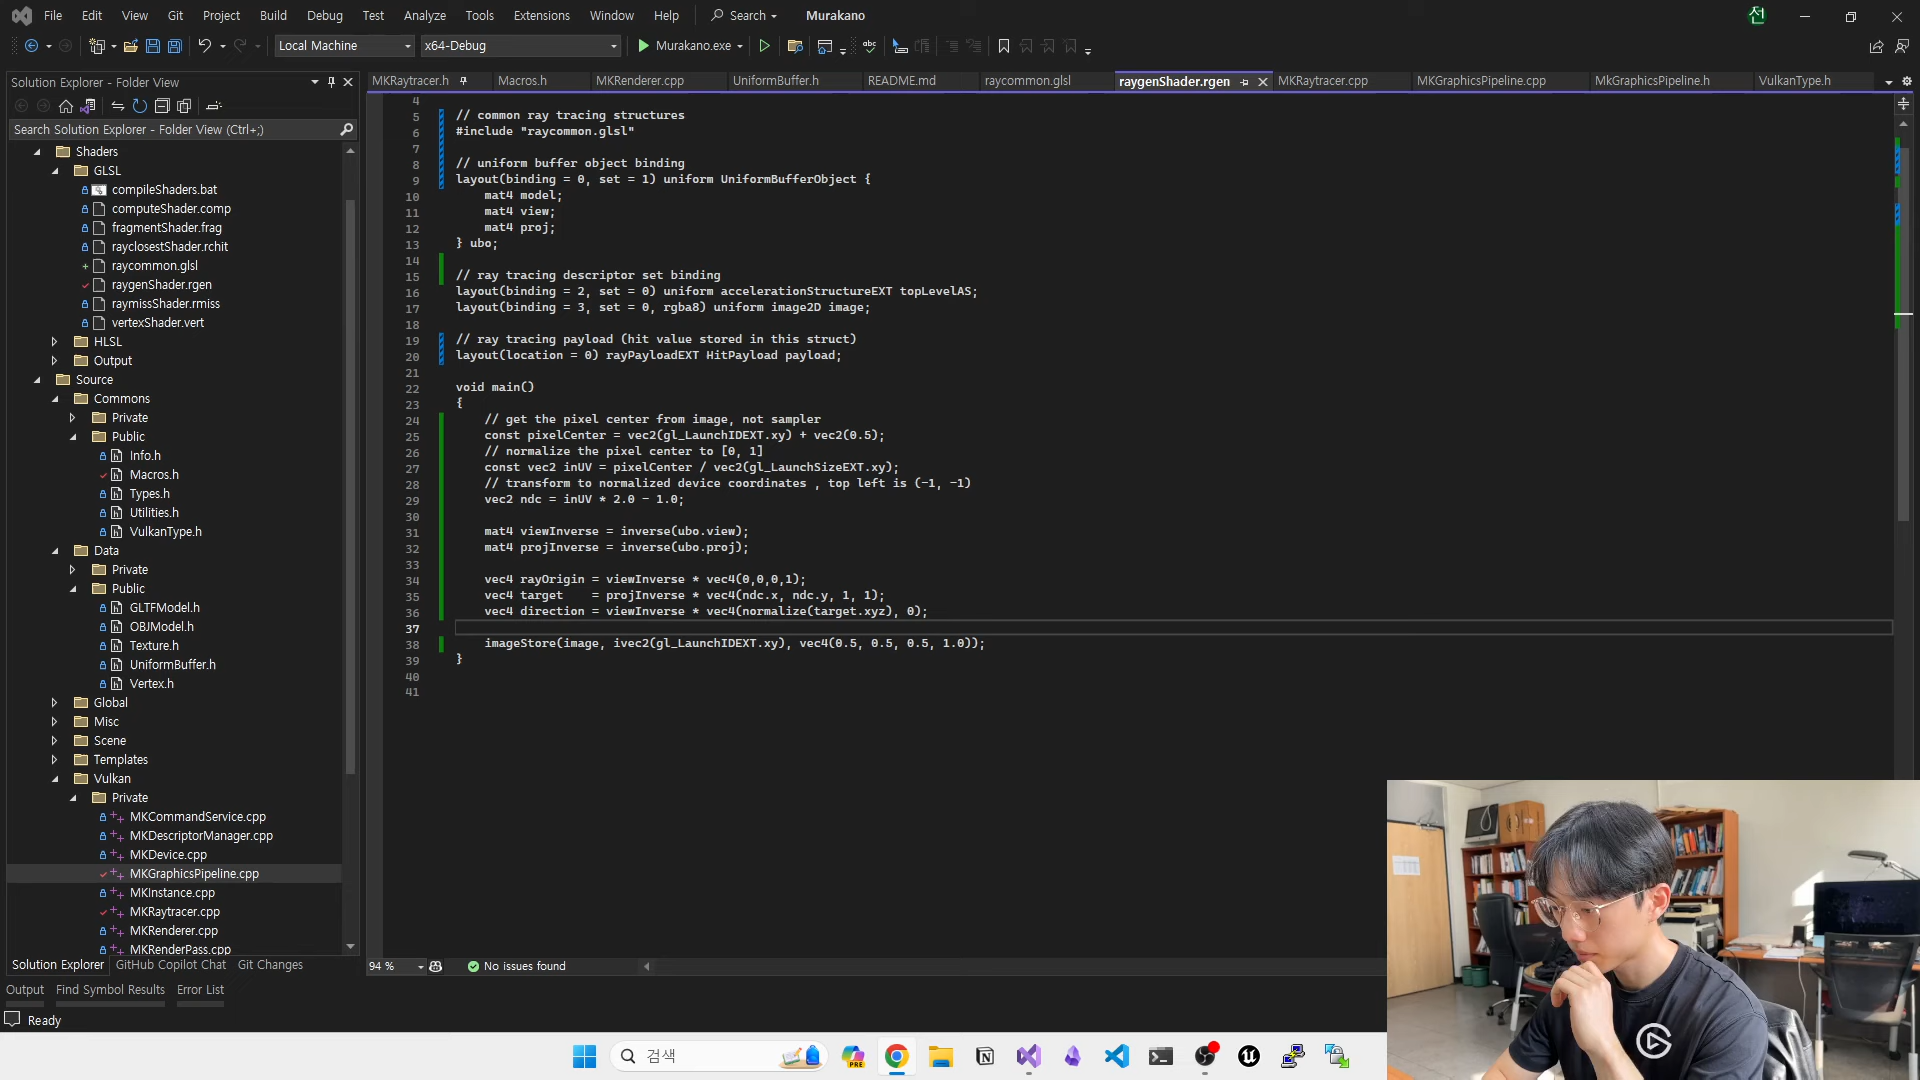 File Edit View Git Project Build Debug Test Analyze Tools Extensions Window Help Search Murakano 선
Local Machine x64-Debug Murakano.exe
Solution Explorer - Folder View
MKRaytracer.h Macros.h MKRenderer.cpp UniformBuffer.h README.md raycommon.glsl raygenShader.rgen MKRaytracer.cpp MKGraphicsPipeline.cpp MkGraphicsPipeline.h VulkanType.h
Search Solution Explorer - Folder View (Ctrl+;)
Shaders
GLSL
compileShaders.bat
computeShader.comp
fragmentShader.frag
rayclosestShader.rchit
raycommon.glsl
raygenShader.rgen
raymissShader.rmiss
vertexShader.vert
HLSL
Output
Source
Commons
Private
Public
Info.h
Macros.h
Types.h
Utilities.h
VulkanType.h
Data
Private
Public
GLTFModel.h
OBJModel.h
Texture.h
UniformBuffer.h
Vertex.h
Global
Misc
Scene
Templates
Vulkan
Private
MKCommandService.cpp
MKDescriptorManager.cpp
MKDevice.cpp
MKGraphicsPipeline.cpp
MKInstance.cpp
MKRaytracer.cpp
MKRenderer.cpp
MKRenderPass.cpp
4
5 // common ray tracing structures
6 #include "raycommon.glsl"
7
8 // uniform buffer object binding
9 layout(binding = 0, set = 1) uniform UniformBufferObject {
10 mat4 model;
11 mat4 view;
12 mat4 proj;
13 } ubo;
14
15 // ray tracing descriptor set binding
16 layout(binding = 2, set = 0) uniform accelerationStructureEXT topLevelAS;
17 layout(binding = 3, set = 0, rgba8) uniform image2D image;
18
19 // ray tracing payload (hit value stored in this struct)
20 layout(location = 0) rayPayloadEXT HitPayload payload;
21
22 void main()
23 {
24 // get the pixel center from image, not sampler
25 const pixelCenter = vec2(gl_LaunchIDEXT.xy) + vec2(0.5);
26 // normalize the pixel center to [0, 1]
27 const vec2 inUV = pixelCenter / vec2(gl_LaunchSizeEXT.xy);
28 // transform to normalized device coordinates , top left is (-1, -1)
29 vec2 ndc = inUV * 2.0 - 1.0;
30
31 mat4 viewInverse = inverse(ubo.view);
32 mat4 projInverse = inverse(ubo.proj);
33
34 vec4 rayOrigin = viewInverse * vec4(0,0,0,1);
35 vec4 target = projInverse * vec4(ndc.x, ndc.y, 1, 1);
36 vec4 direction = viewInverse * vec4(normalize(target.xyz), 0);
37
38 imageStore(image, ivec2(gl_LaunchIDEXT.xy), vec4(0.5, 0.5, 0.5, 1.0));
39 }
40
41
94 % No issues found
Solution Explorer GitHub Copilot Chat Git Changes
Output Find Symbol Results Error List
Ready
검색
PRE